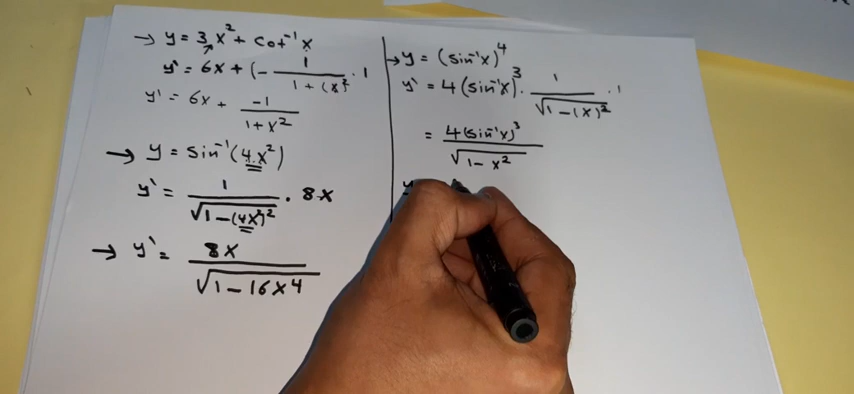 → y = 3x² + cot⁻¹x
y' = 6x + (- 1/(1 + (x)² · 1
y' = 6x + -1/(1+x²)
→ y = sin⁻¹(4x²)
y' = 1/√(1-(4x²)²) · 8x
→ y' = 8x/√(1-16x⁴)
→ y = (sin⁻¹x)⁴
y' = 4(sin⁻¹x)³ · 1/√(1-(x)²) · 1
= 4(sin⁻¹x)³/√(1-x²)